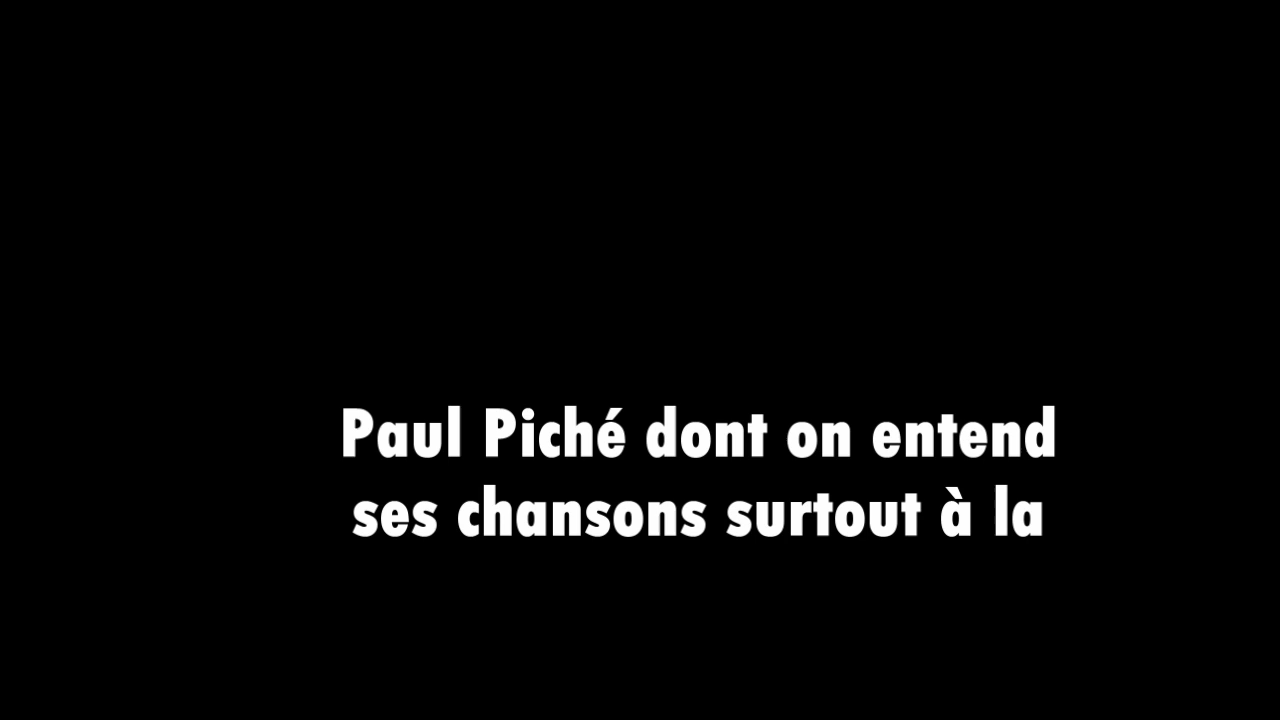 Paul Piché dont on entend
ses chansons surtout à la